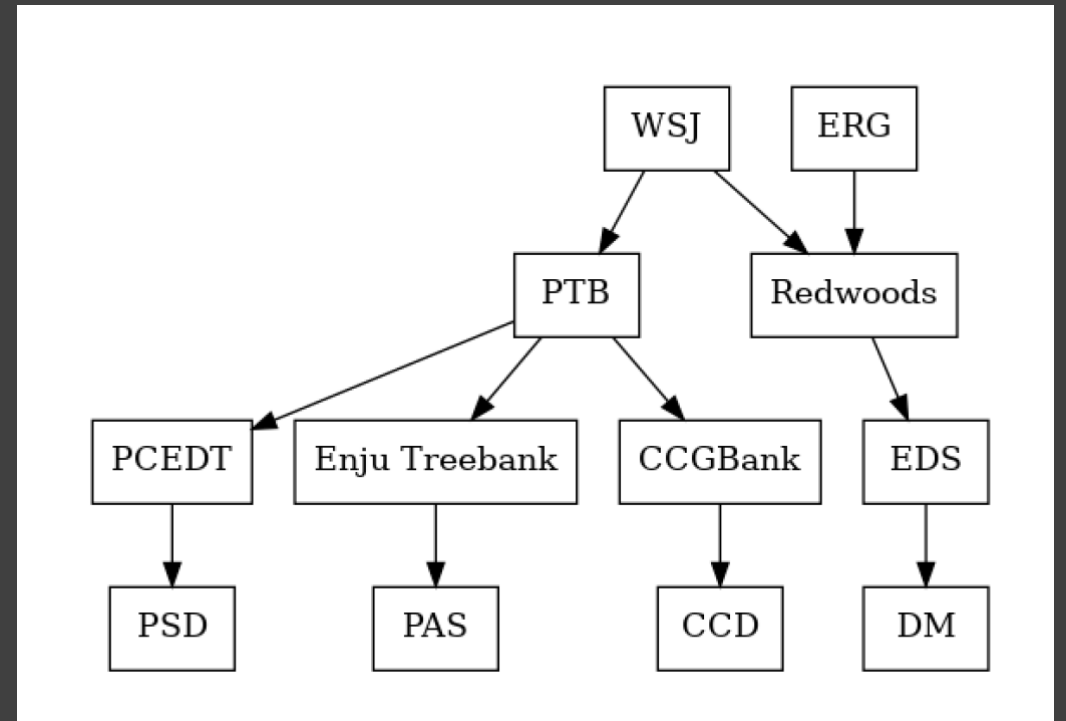 WSJ
ERG
PTB
Redwoods
PCEDT
Enju Treebank
CCGBank
EDS
PSD
PAS
CCD
DM